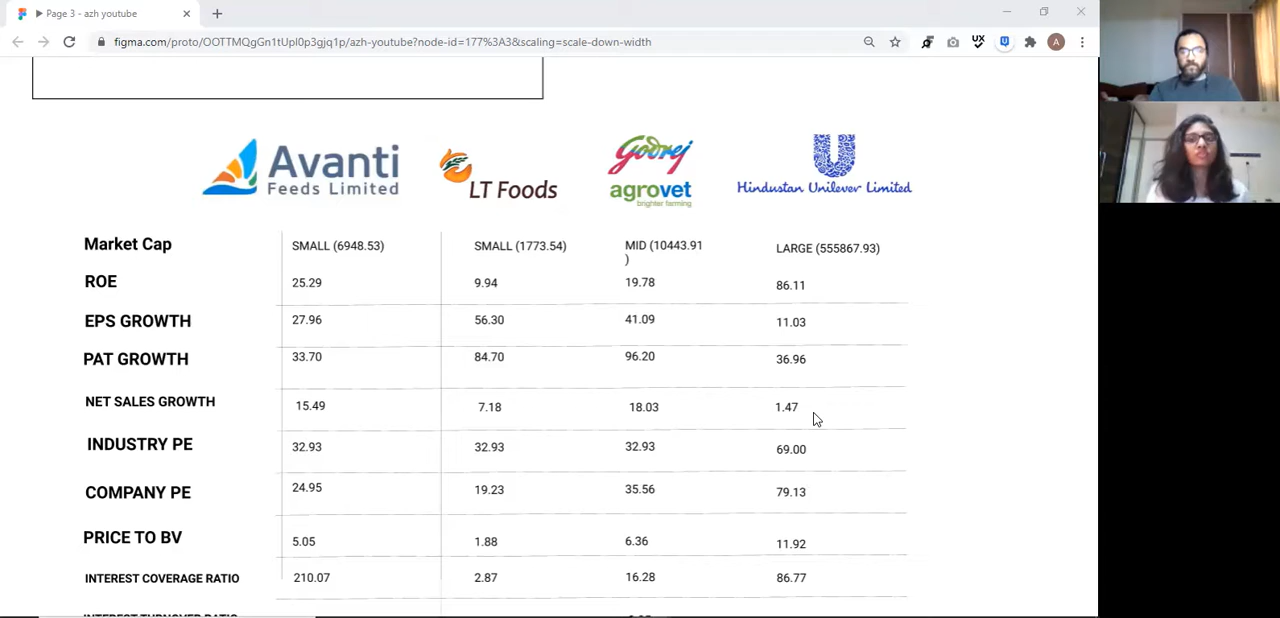 Page 3 - azh youtube
figma.com/proto/OOTTMQgGn1tUpl0p3gjq1p/azh-youtube?node-id=177%3A3&scaling=scale-down-width
UX
A
Avanti
Feeds Limited
LT Foods
Godrej
agrovet
brighter farming
Hindustan Unilever Limited
Market Cap SMALL (6948.53) SMALL (1773.54) MID (10443.91 LARGE (555867.93)
)
ROE 25.29 9.94 19.78 86.11
EPS GROWTH 27.96 56.30 41.09 11.03
PAT GROWTH 33.70 84.70 96.20 36.96
NET SALES GROWTH 15.49 7.18 18.03 1.47
INDUSTRY PE 32.93 32.93 32.93 69.00
COMPANY PE 24.95 19.23 35.56 79.13
PRICE TO BV 5.05 1.88 6.36 11.92
INTEREST COVERAGE RATIO 210.07 2.87 16.28 86.77